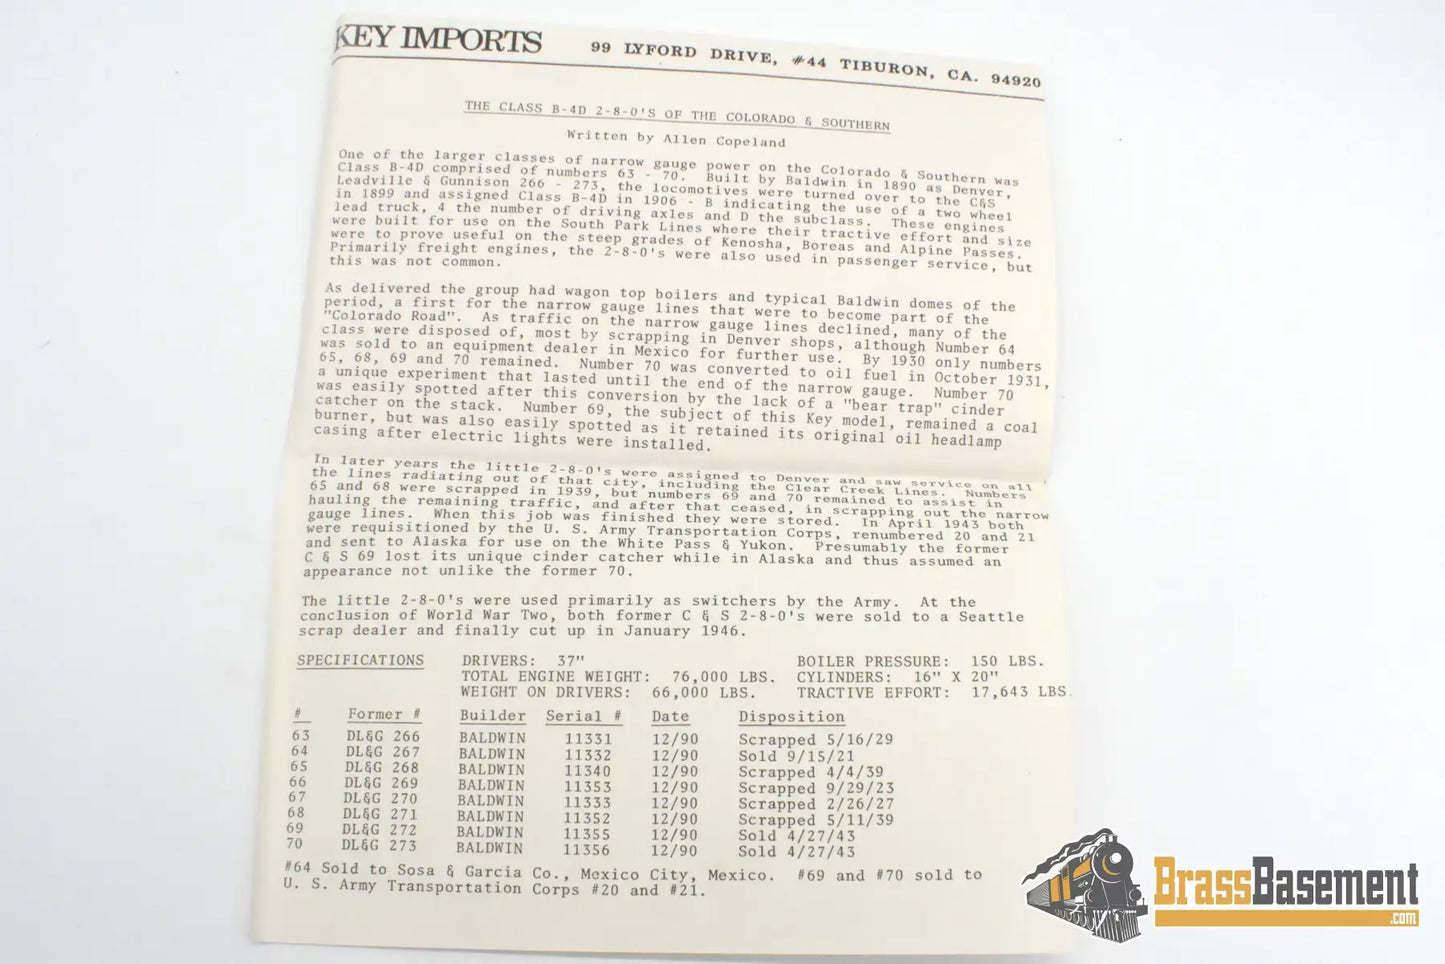 KEY IMPORTS 99 LYFORD DRIVE, #44 TIBURON, CA. 94920
THE CLASS B-4D 2-8-0'S OF THE COLORADO & SOUTHERN
Written by Allen Copeland
One of the larger classes of narrow gauge power on the Colorado & Southern was
Class B-4D comprised of numbers 63 - 70. Built by Baldwin in 1890 as Denver,
Leadville & Gunnison 266 - 273, the locomotives were turned over to the C&S
in 1899 and assigned Class B-4D in 1906 - B indicating the use of a two wheel
lead truck, 4 the number of driving axles and D the subclass. These engines
were built for use on the South Park Lines where their tractive effort and size
were to prove useful on the steep grades of Kenosha, Boreas and Alpine Passes.
Primarily freight engines, the 2-8-0's were also used in passenger service, but
this was not common.
As delivered the group had wagon top boilers and typical Baldwin domes of the
period, a first for the narrow gauge lines that were to become part of the
"Colorado Road". As traffic on the narrow gauge lines declined, many of the
class were disposed of, most by scrapping in Denver shops, although Number 64
was sold to an equipment dealer in Mexico for further use. By 1930 only numbers
65, 68, 69 and 70 remained. Number 70 was converted to oil fuel in October 1931,
a unique experiment that lasted until the end of the narrow gauge. Number 70
was easily spotted after this conversion by the lack of a "bear trap" cinder
catcher on the stack. Number 69, the subject of this Key model, remained a coal
burner, but was also easily spotted as it retained its original oil headlamp
casing after electric lights were installed.
In later years the little 2-8-0's were assigned to Denver and saw service on all
the lines radiating out of that city, including the Clear Creek Lines. Numbers
65 and 68 were scrapped in 1939, but numbers 69 and 70 remained to assist in
hauling the remaining traffic, and after that ceased, in scrapping out the narrow
gauge lines. When this job was finished they were stored. In April 1943 both
were requisitioned by the U. S. Army Transportation Corps, renumbered 20 and 21
and sent to Alaska for use on the White Pass & Yukon. Presumably the former
C & S 69 lost its unique cinder catcher while in Alaska and thus assumed an
appearance not unlike the former 70.
The little 2-8-0's were used primarily as switchers by the Army. At the
conclusion of World War Two, both former C & S 2-8-0's were sold to a Seattle
scrap dealer and finally cut up in January 1946.
SPECIFICATIONS DRIVERS: 37" BOILER PRESSURE: 150 LBS.
TOTAL ENGINE WEIGHT: 76,000 LBS. CYLINDERS: 16" X 20"
WEIGHT ON DRIVERS: 66,000 LBS. TRACTIVE EFFORT: 17,643 LBS.
# Former # Builder Serial # Date Disposition
63 DL&G 266 BALDWIN 11331 12/90 Scrapped 5/16/29
64 DL&G 267 BALDWIN 11332 12/90 Sold 9/15/21
65 DL&G 268 BALDWIN 11340 12/90 Scrapped 4/4/39
66 DL&G 269 BALDWIN 11353 12/90 Scrapped 9/29/23
67 DL&G 270 BALDWIN 11333 12/90 Scrapped 2/26/27
68 DL&G 271 BALDWIN 11352 12/90 Scrapped 5/11/39
69 DL&G 272 BALDWIN 11355 12/90 Sold 4/27/43
70 DL&G 273 BALDWIN 11356 12/90 Sold 4/27/43
#64 Sold to Sosa & Garcia Co., Mexico City, Mexico. #69 and #70 sold to
U. S. Army Transportation Corps #20 and #21.
BrassBasement
.com